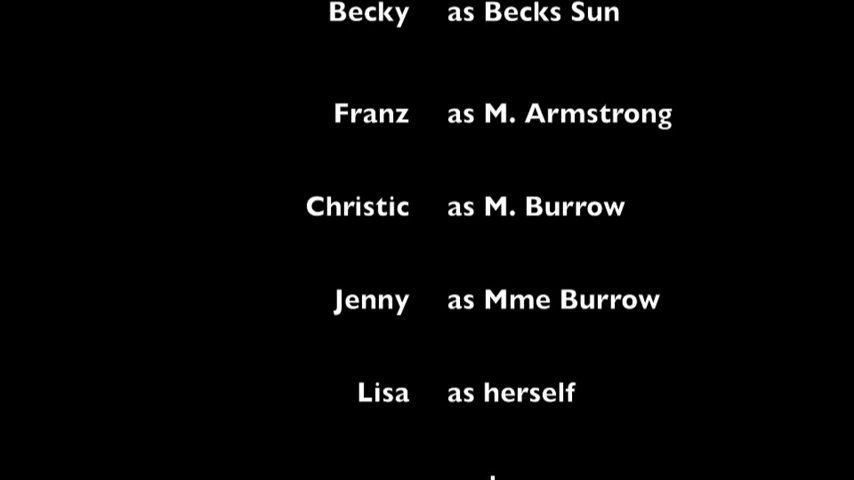 Becky as Becks Sun
Franz as M. Armstrong
Christic as M. Burrow
Jenny as Mme Burrow
Lisa as herself